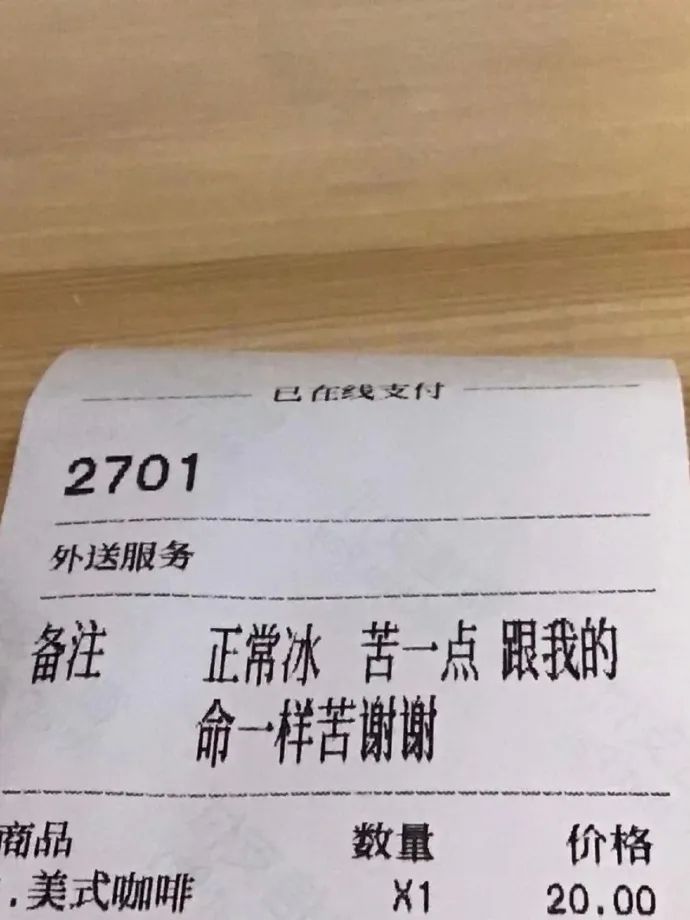 已在线支付
2701
外送服务
备注 正常冰 苦一点 跟我的
命一样苦谢谢
商品 数量 价格
.美式咖啡 X1 20.00